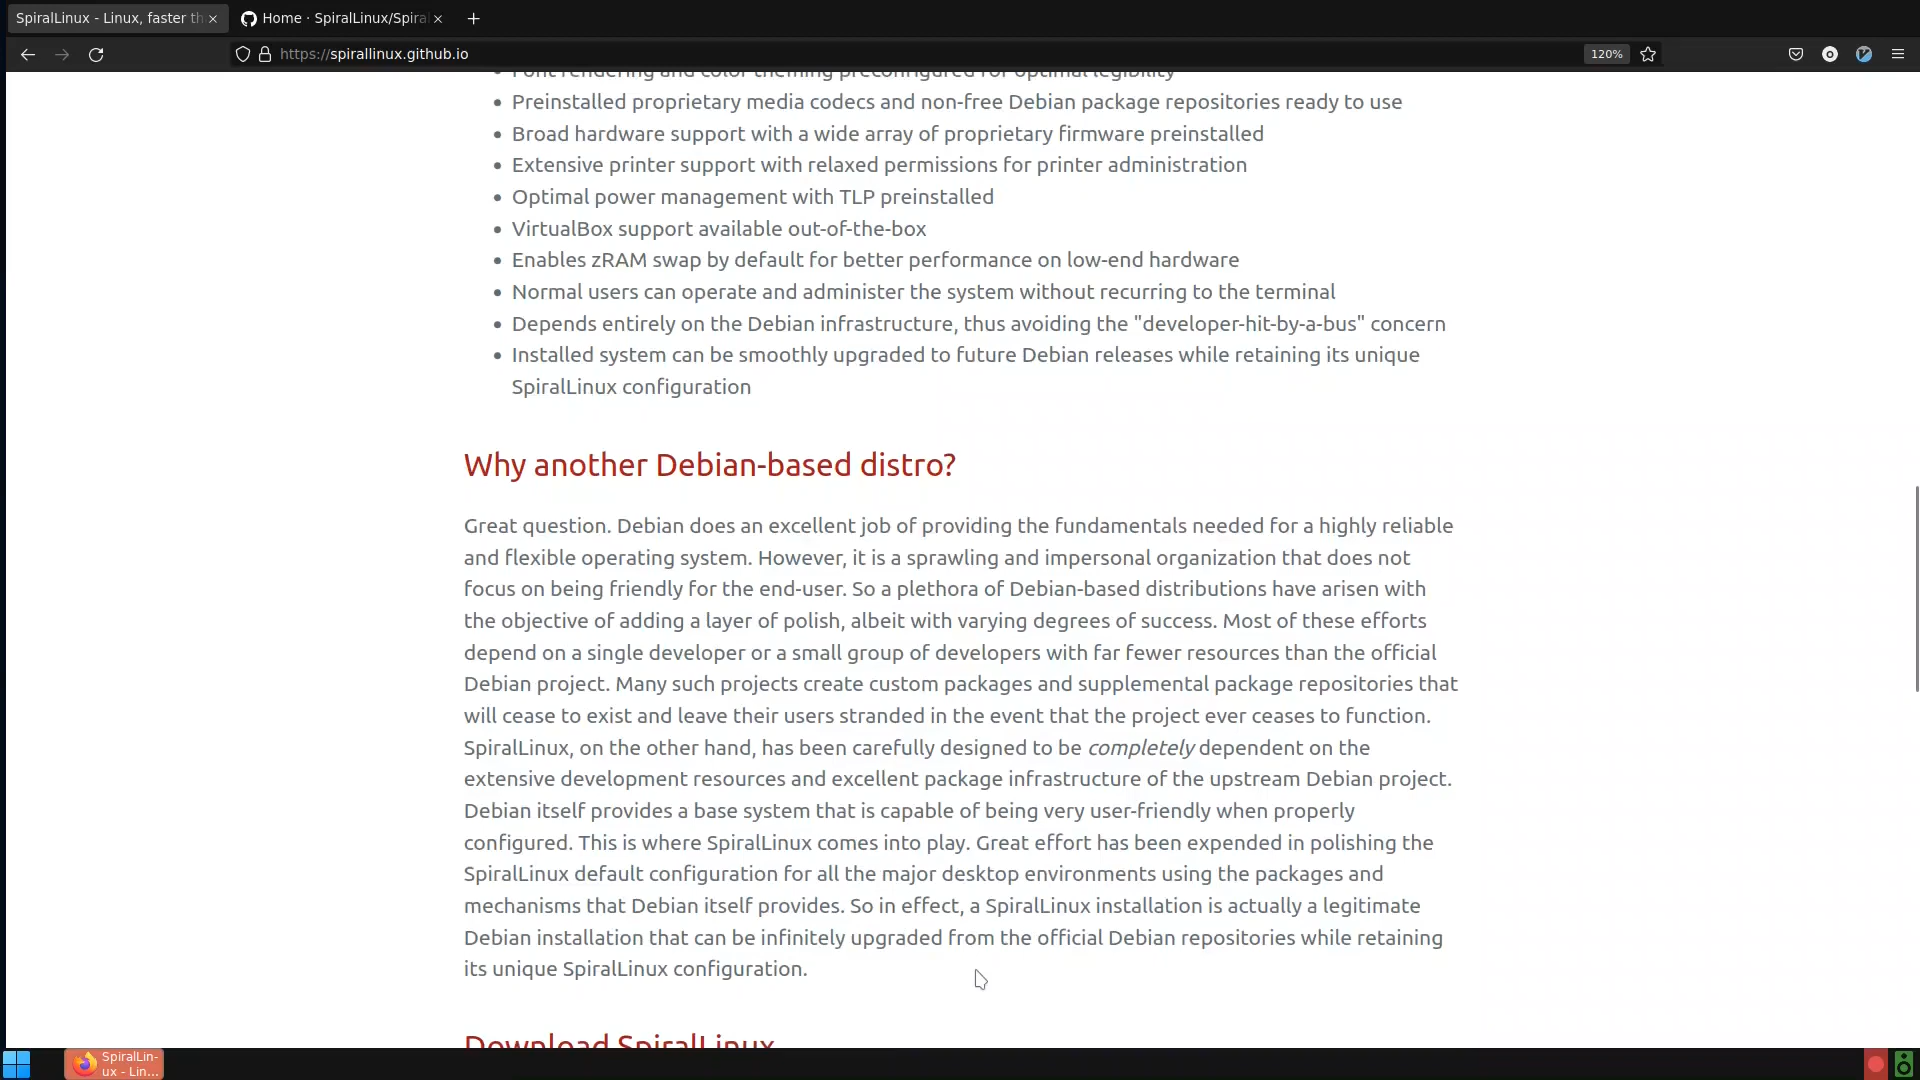 SpiralLinux - Linux, faster th
Home · SpiralLinux/Spiral
https://spirallinux.github.io
120%
Font rendering and color theming preconfigured for optimal legibility
Preinstalled proprietary media codecs and non-free Debian package repositories ready to use
Broad hardware support with a wide array of proprietary firmware preinstalled
Extensive printer support with relaxed permissions for printer administration
Optimal power management with TLP preinstalled
VirtualBox support available out-of-the-box
Enables zRAM swap by default for better performance on low-end hardware
Normal users can operate and administer the system without recurring to the terminal
Depends entirely on the Debian infrastructure, thus avoiding the "developer-hit-by-a-bus" concern
Installed system can be smoothly upgraded to future Debian releases while retaining its unique
SpiralLinux configuration
Why another Debian-based distro?
Great question. Debian does an excellent job of providing the fundamentals needed for a highly reliable
and flexible operating system. However, it is a sprawling and impersonal organization that does not
focus on being friendly for the end-user. So a plethora of Debian-based distributions have arisen with
the objective of adding a layer of polish, albeit with varying degrees of success. Most of these efforts
depend on a single developer or a small group of developers with far fewer resources than the official
Debian project. Many such projects create custom packages and supplemental package repositories that
will cease to exist and leave their users stranded in the event that the project ever ceases to function.
SpiralLinux, on the other hand, has been carefully designed to be completely dependent on the
extensive development resources and excellent package infrastructure of the upstream Debian project.
Debian itself provides a base system that is capable of being very user-friendly when properly
configured. This is where SpiralLinux comes into play. Great effort has been expended in polishing the
SpiralLinux default configuration for all the major desktop environments using the packages and
mechanisms that Debian itself provides. So in effect, a SpiralLinux installation is actually a legitimate
Debian installation that can be infinitely upgraded from the official Debian repositories while retaining
its unique SpiralLinux configuration.
Download SpiralLinux
SpiralLin-
ux - Lin...